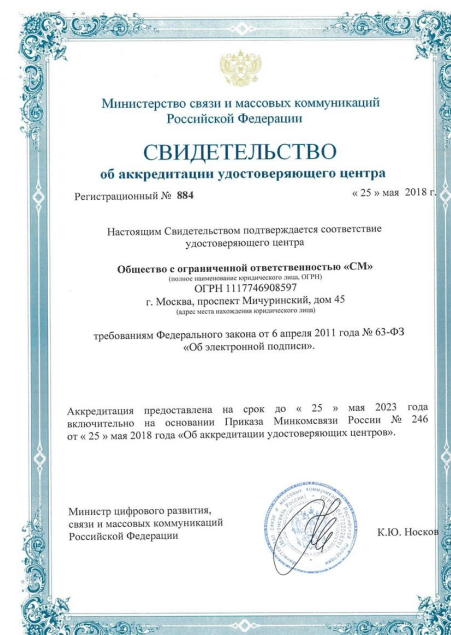 Министерство связи и массовых коммуникаций
Российской Федерации
СВИДЕТЕЛЬСТВО
об аккредитации удостоверяющего центра
Регистрационный № 884
« 25 » мая 2018 г.
Настоящим Свидетельством подтверждается соответствие
удостоверяющего центра
Общество с ограниченной ответственностью «СМ»
(полное наименование юридического лица, ОГРН)
ОГРН 1117746908597
г. Москва, проспект Мичуринский, дом 45
(адрес места нахождения юридического лица)
требованиям Федерального закона от 6 апреля 2011 года № 63-ФЗ
«Об электронной подписи».
Аккредитация предоставлена на срок до « 25 » мая 2023 года
включительно на основании Приказа Минкомсвязи России № 246
от « 25 » мая 2018 года «Об аккредитации удостоверяющих центров».
Министр цифрового развития,
связи и массовых коммуникаций
Российской Федерации
К.Ю. Носков